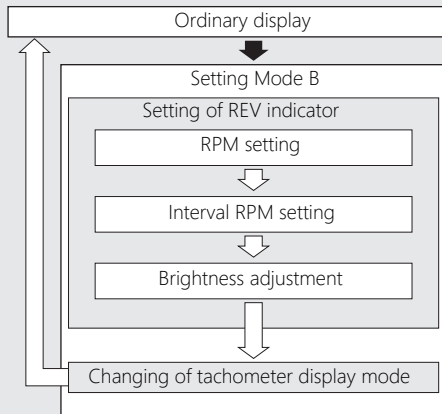 Ordinary display
Setting Mode B
Setting of REV indicator
RPM setting
Interval RPM setting
Brightness adjustment
Changing of tachometer display mode